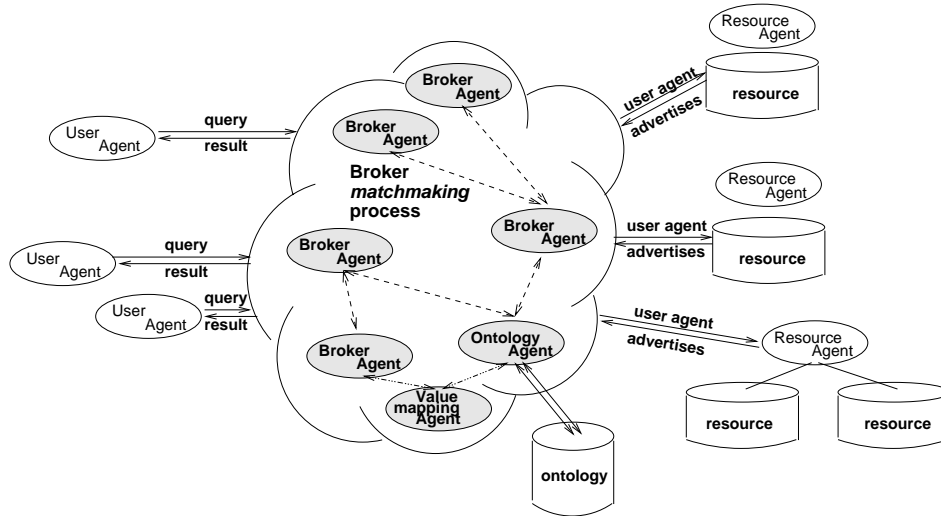 Resource
Agent
resource
user agent
advertises
Broker
Agent
Broker
Agent
User
Agent
query
result
Broker
matchmaking
process
Resource
Agent
resource
user agent
advertises
Broker
Agent
Broker
Agent
User
Agent
query
result
User
Agent
query
result
Broker
Agent
Ontology
Agent
user agent
advertises
Resource
Agent
Value
mapping
Agent
resource
resource
ontology